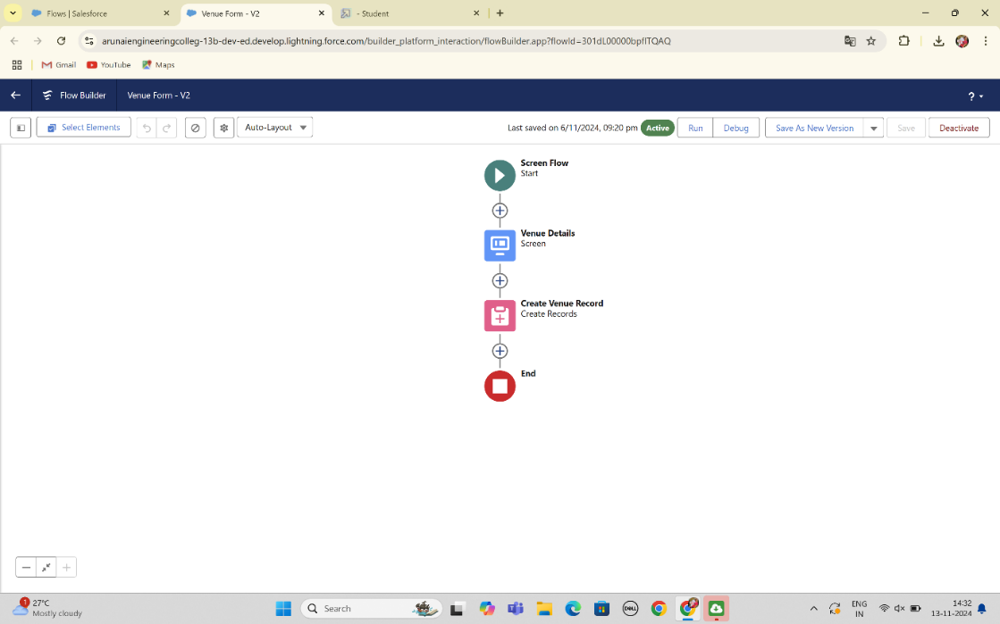 Flows | Salesforce
Venue Form - V2
- Student
arunaiengineeringcolleg-13b-dev-ed.develop.lightning.force.com/builder_platform_interaction/flowBuilder.app?flowId=301dL00000bpflTQAQ
Gmail
YouTube
Maps
Flow Builder
Venue Form - V2
?
Select Elements
Auto-Layout
Last saved on 6/11/2024, 09:20 pm
Active
Run
Debug
Save As New Version
Save
Deactivate
Screen Flow
Start
Venue Details
Screen
Create Venue Record
Create Records
End
1
27°C
Mostly cloudy
Search
DELL
ENG
IN
14:32
13-11-2024